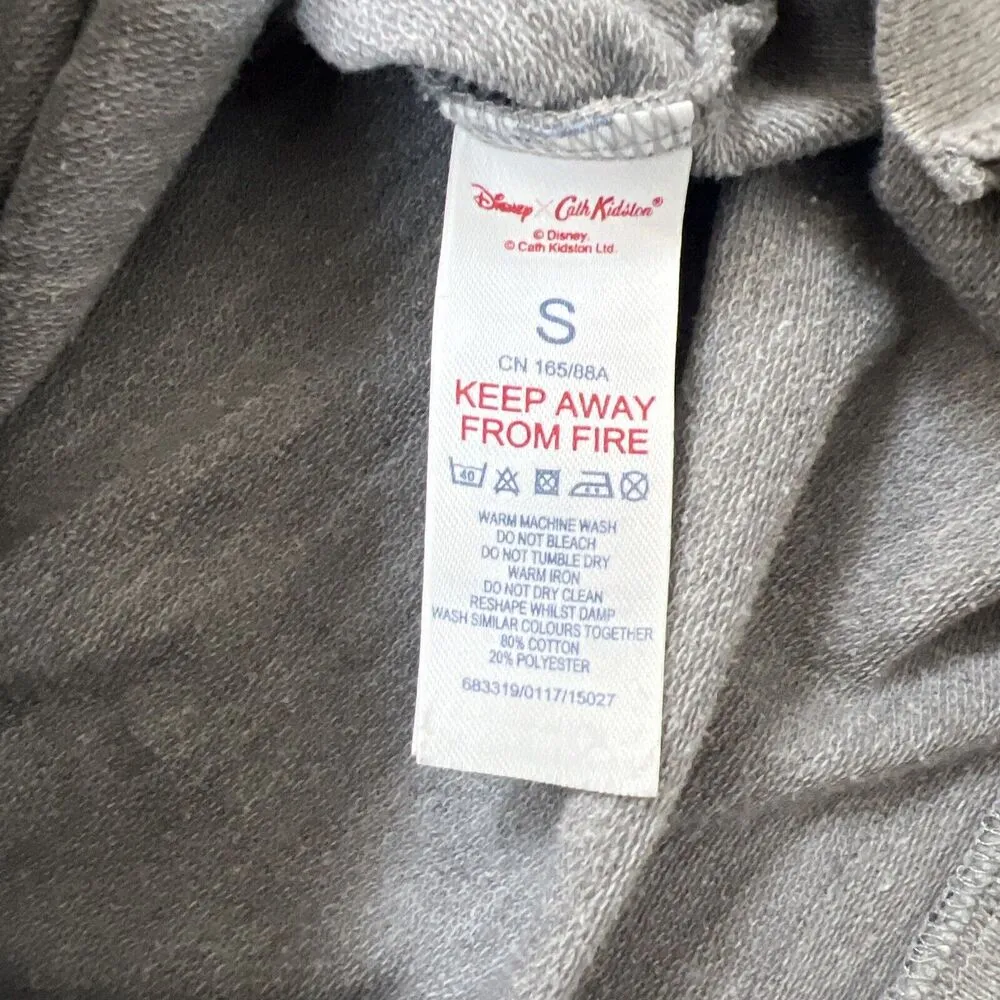 Disney × Cath Kidston®
© Disney.
© Cath Kidston Ltd.
S
CN 165/88A
KEEP AWAY
FROM FIRE
40
WARM MACHINE WASH
DO NOT BLEACH
DO NOT TUMBLE DRY
WARM IRON
DO NOT DRY CLEAN
RESHAPE WHILST DAMP
WASH SIMILAR COLOURS TOGETHER
80% COTTON
20% POLYESTER
683319/0117/15027